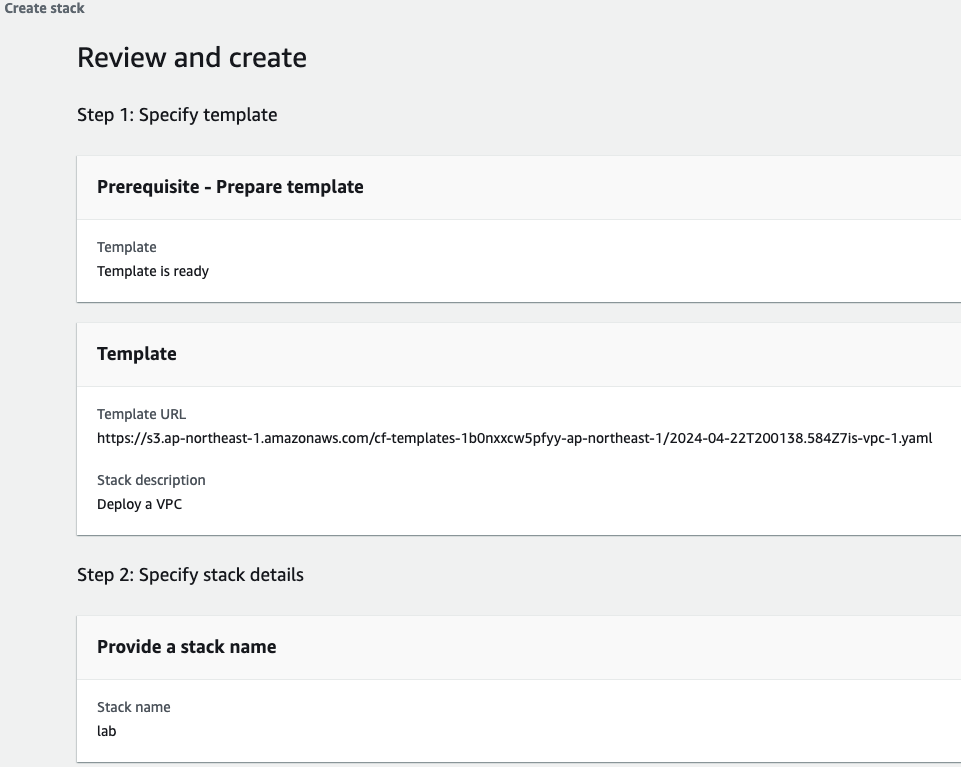 Create stack
Review and create
Step 1: Specify template
Prerequisite - Prepare template
Template
Template is ready
Template
Template URL
https://s3.ap-northeast-1.amazonaws.com/cf-templates-1b0nxxcw5pfyy-ap-northeast-1/2024-04-22T200138.584Z7is-vpc-1.yaml
Stack description
Deploy a VPC
Step 2: Specify stack details
Provide a stack name
Stack name
lab